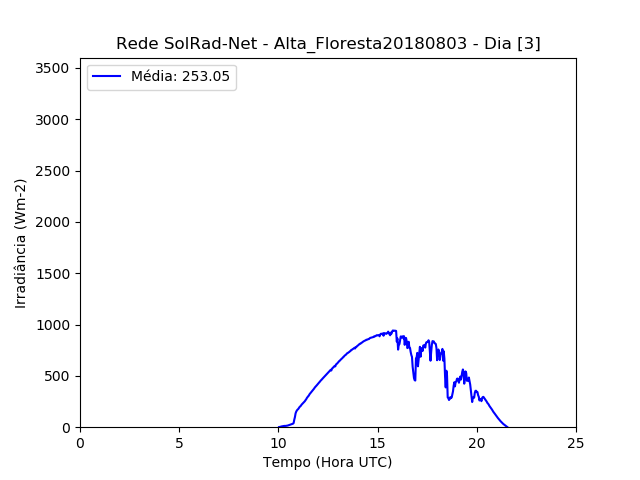 Rede SolRad-Net - Alta_Floresta20180803 - Dia [3]
Média: 253.05
Irradiância (Wm-2)
3500
3000
2500
2000
1500
1000
500
0
0 5 10 15 20 25
Tempo (Hora UTC)